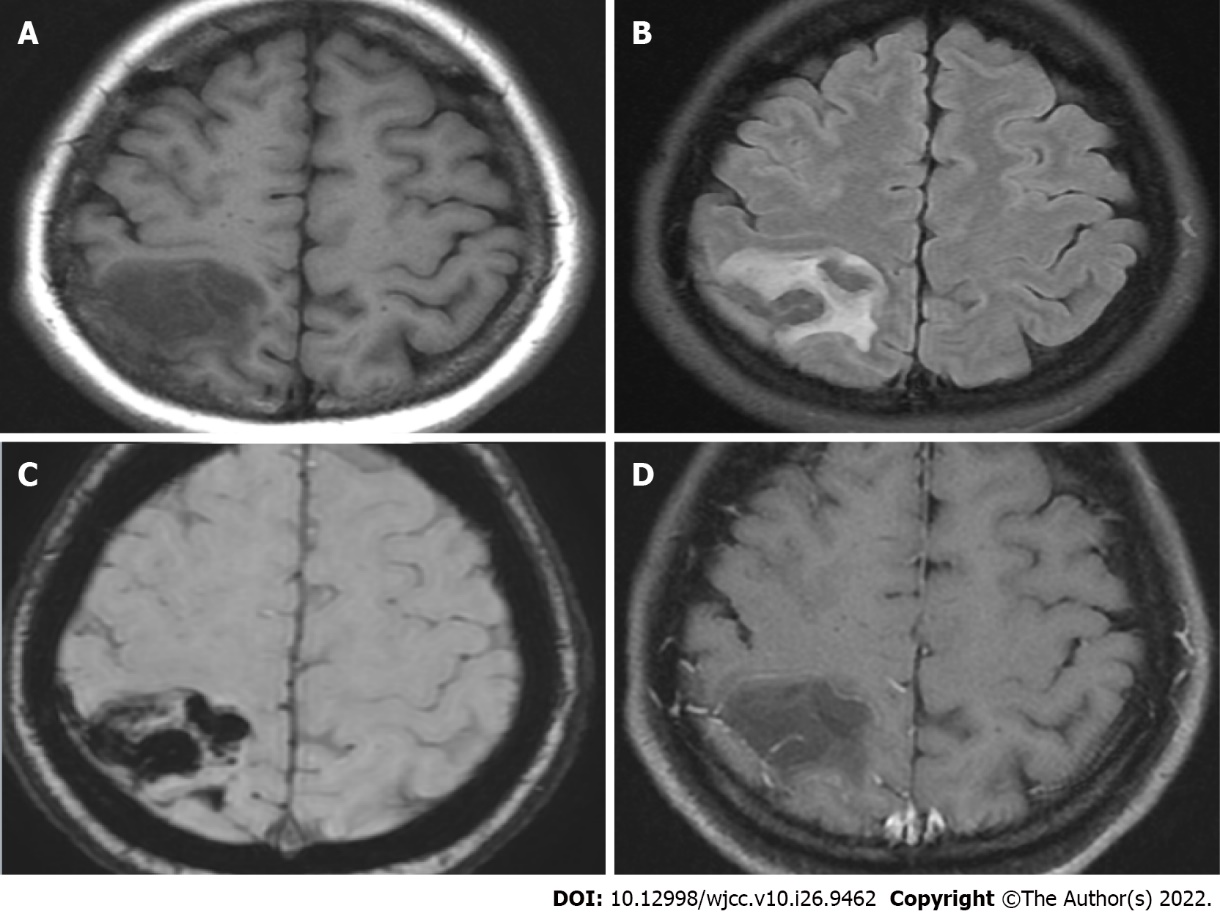 A
B
C
D
DOI: 10.12998/wjcc.v10.i26.9462 Copyright ©The Author(s) 2022.